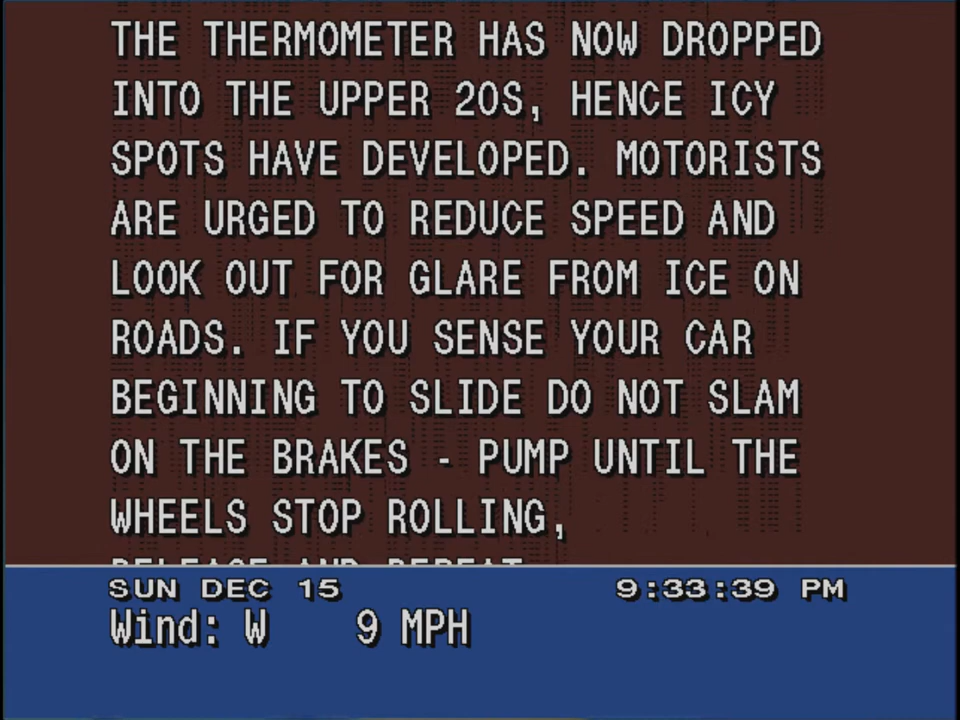 THE THERMOMETER HAS NOW DROPPED
INTO THE UPPER 20S, HENCE ICY
SPOTS HAVE DEVELOPED. MOTORISTS
ARE URGED TO REDUCE SPEED AND
LOOK OUT FOR GLARE FROM ICE ON
ROADS. IF YOU SENSE YOUR CAR
BEGINNING TO SLIDE DO NOT SLAM
ON THE BRAKES - PUMP UNTIL THE
WHEELS STOP ROLLING,
RELEASE AND REPEAT
SUN DEC 15 9:33:39 PM
Wind: W 9 MPH